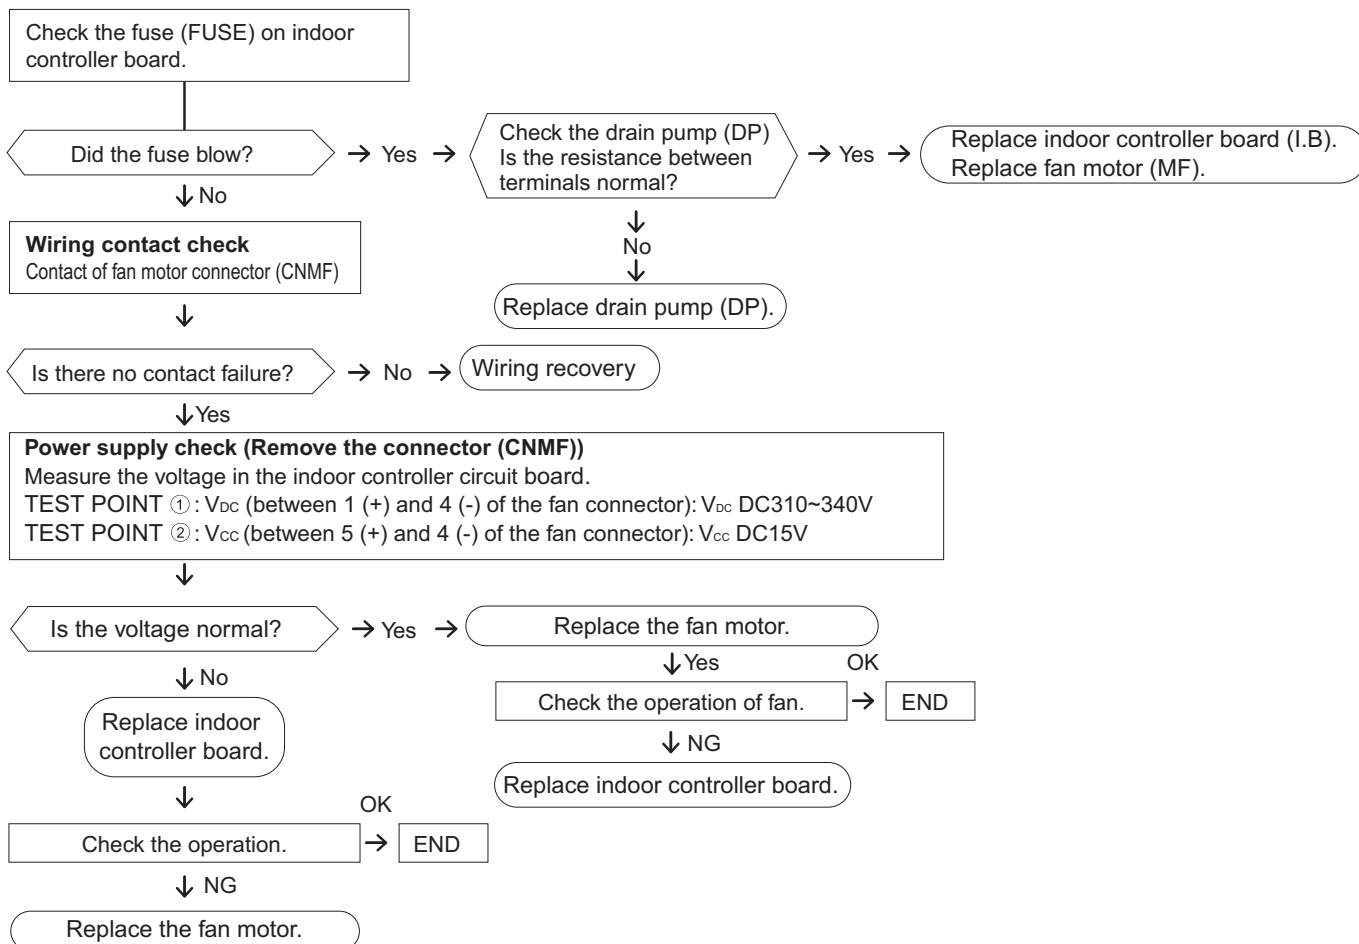 Check the fuse (FUSE) on indoor
controller board.
Did the fuse blow?
Yes
Check the drain pump (DP)
Is the resistance between
terminals normal?
Yes
Replace indoor controller board (I.B).
Replace fan motor (MF).
No
No
Replace drain pump (DP).
Wiring contact check
Contact of fan motor connector (CNMF)
Is there no contact failure?
No
Wiring recovery
Yes
Power supply check (Remove the connector (CNMF))
Measure the voltage in the indoor controller circuit board.
TEST POINT ①: VDC (between 1 (+) and 4 (-) of the fan connector): VDC DC310~340V
TEST POINT ②: VCC (between 5 (+) and 4 (-) of the fan connector): VCC DC15V
Is the voltage normal?
Yes
Replace the fan motor.
Yes
OK
Check the operation of fan.
END
NG
Replace indoor controller board.
No
Replace indoor
controller board.
OK
Check the operation.
END
NG
Replace the fan motor.